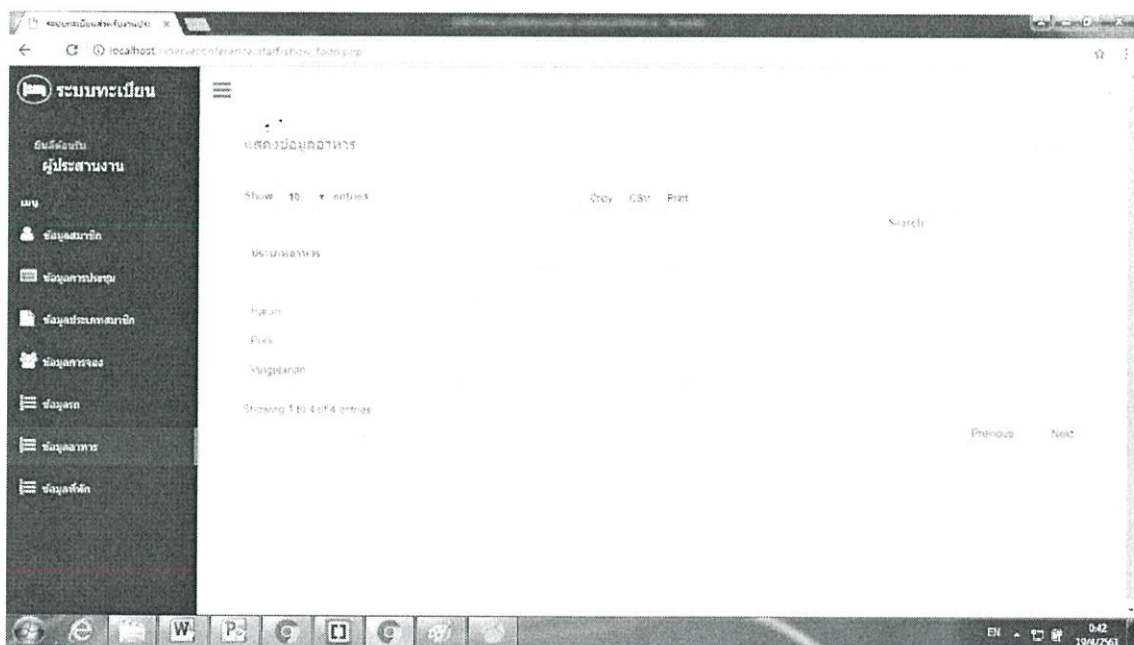 localhost
ระบบทะเบียน
ยินดีต้อนรับ
ผู้ประสานงาน
เมนู
ข้อมูลสมาชิก
ข้อมูลการประชุม
ข้อมูลประเภทสมาชิก
ข้อมูลการจอง
ข้อมูลรถ
ข้อมูลอาหาร
ข้อมูลที่พัก
แสดงข้อมูลอาหาร
Show 10 entries
Copy CSV Print
Search:
ประเภทอาหาร
Pork
Showing 1 to 4 of 4 entries
Previous Next
EN
0:42
19/4/2561